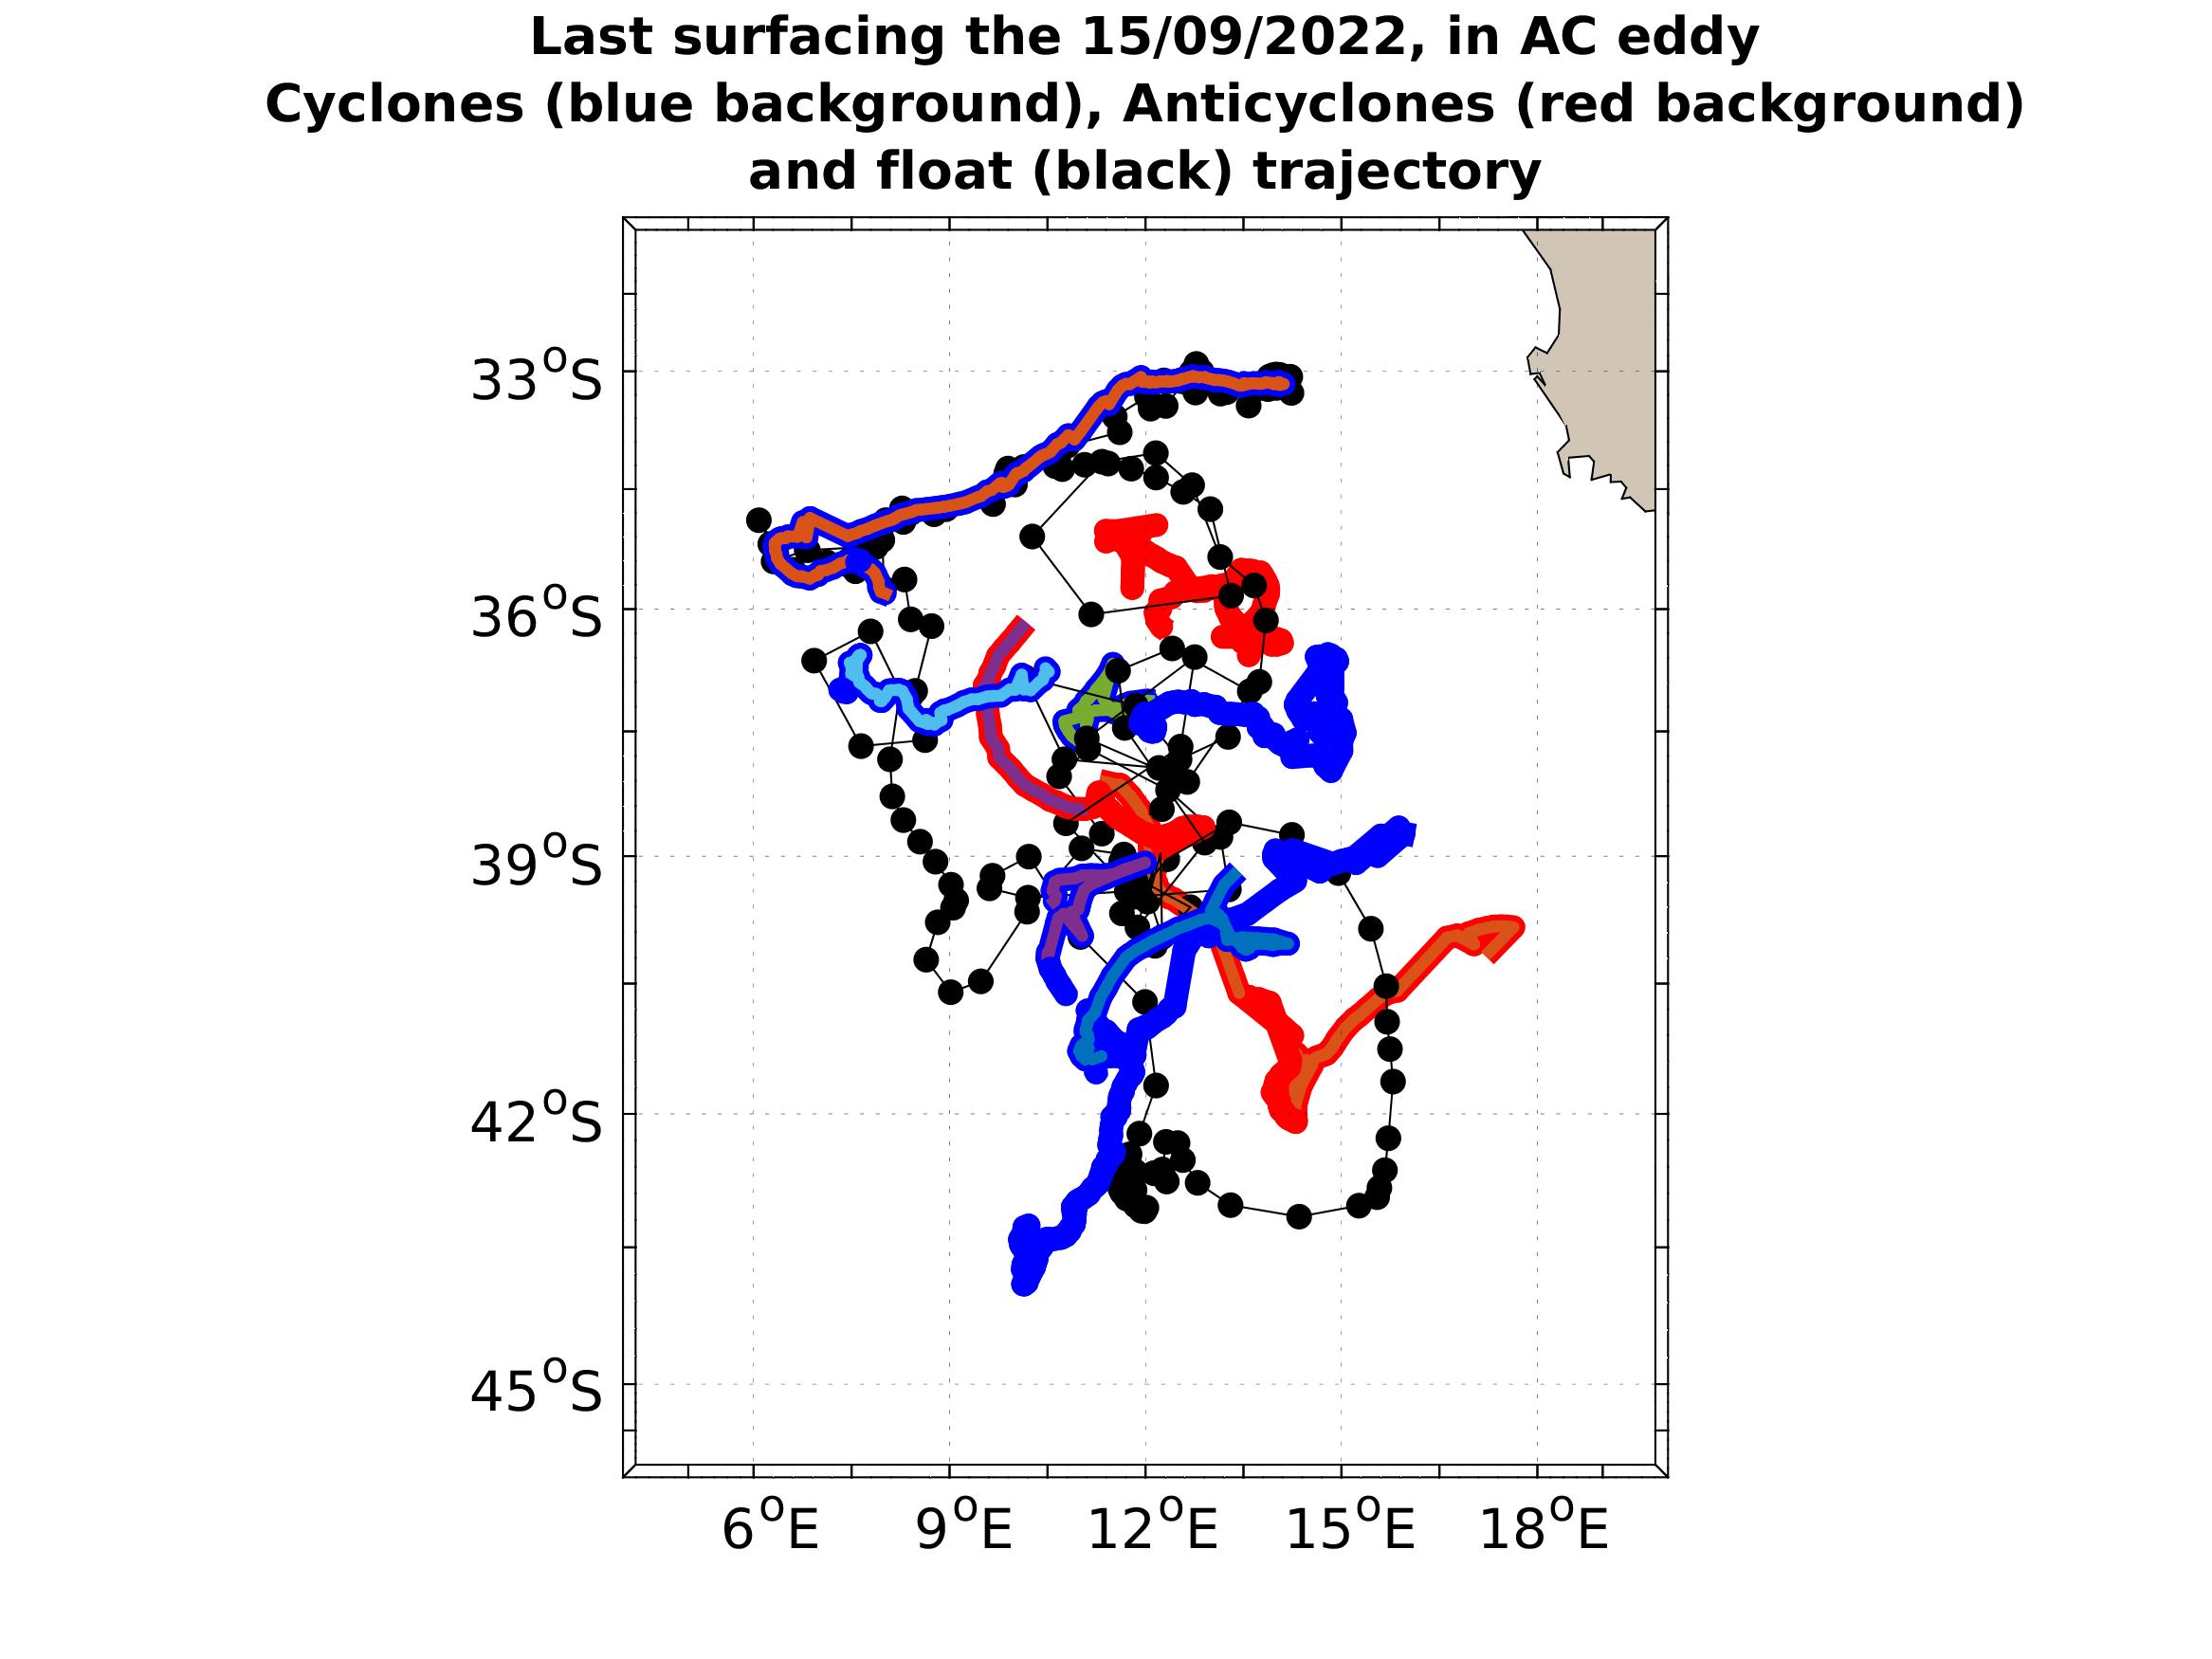 Last surfacing the 15/09/2022, in AC eddy
Cyclones (blue background), Anticyclones (red background)
and float (black) trajectory
33°S
36°S
39°S
42°S
45°S
6°E 9°E 12°E 15°E 18°E